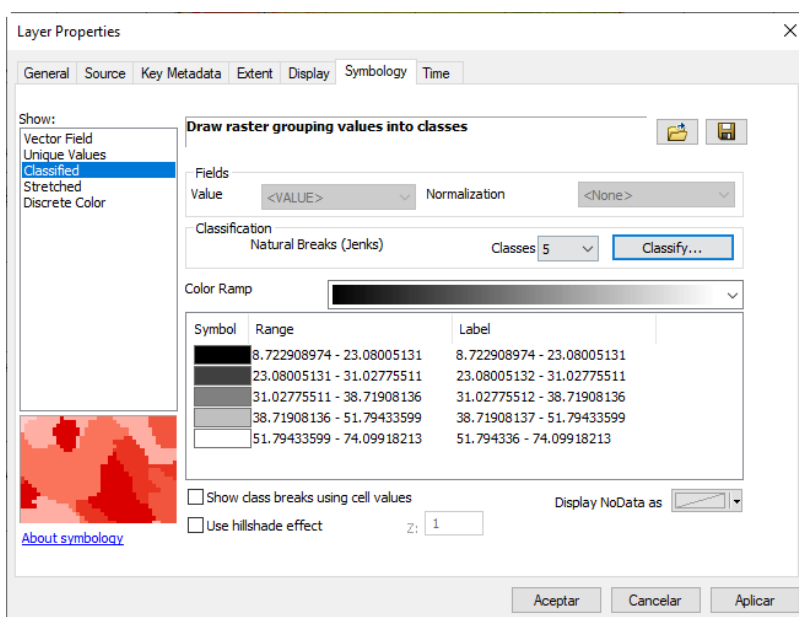 Layer Properties
General Source Key Metadata Extent Display Symbology Time
Show:
Vector Field
Unique Values
Classified
Stretched
Discrete Color
Draw raster grouping values into classes
Fields
Value <VALUE> Normalization <None>
Classification
Natural Breaks (Jenks) Classes 5 Classify...
Color Ramp
Symbol Range Label
8.722908974 - 23.08005131 8.722908974 - 23.08005131
23.08005131 - 31.02775511 23.08005132 - 31.02775511
31.02775511 - 38.71908136 31.02775512 - 38.71908136
38.71908136 - 51.79433599 38.71908137 - 51.79433599
51.79433599 - 74.09918213 51.794336 - 74.09918213
Show class breaks using cell values
Display NoData as
Use hillshade effect Z: 1
About symbology
Aceptar Cancelar Aplicar